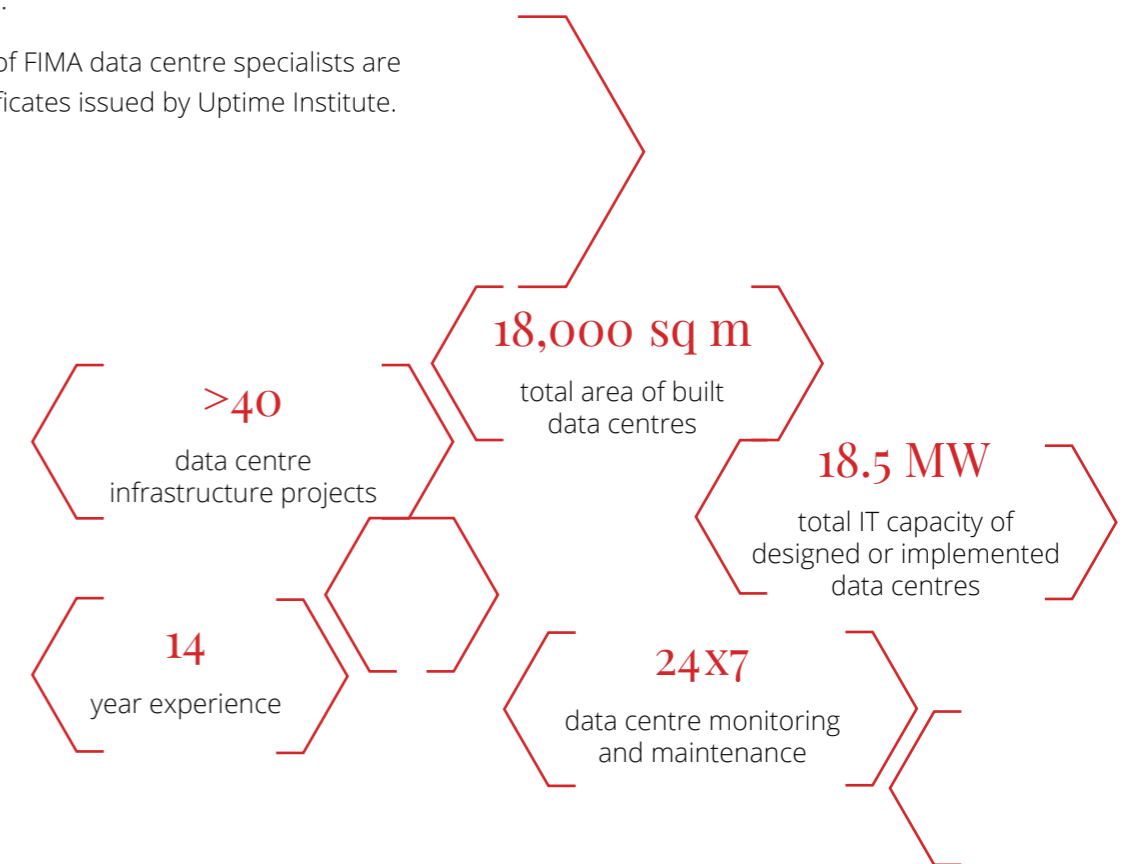 .
of FIMA data centre specialists are
ficates issued by Uptime Institute.
18,000 sq m
total area of built
data centres
>40
data centre
infrastructure projects
18.5 MW
total IT capacity of
designed or implemented
data centres
14
year experience
24x7
data centre monitoring
and maintenance